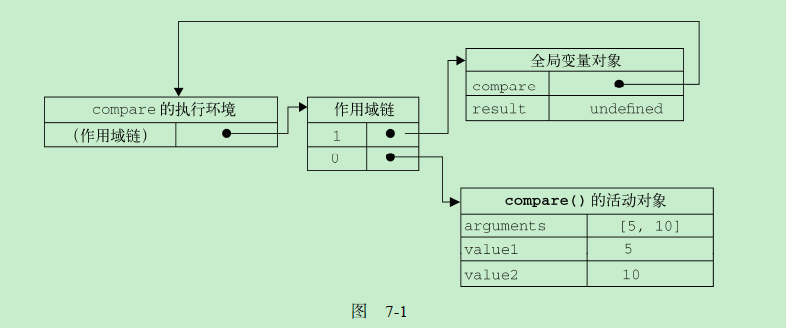 全局变量对象
compare
result undefined
compare 的执行环境
(作用域链)
作用域链
1
0
compare() 的活动对象
arguments [5, 10]
value1 5
value2 10
图 7-1